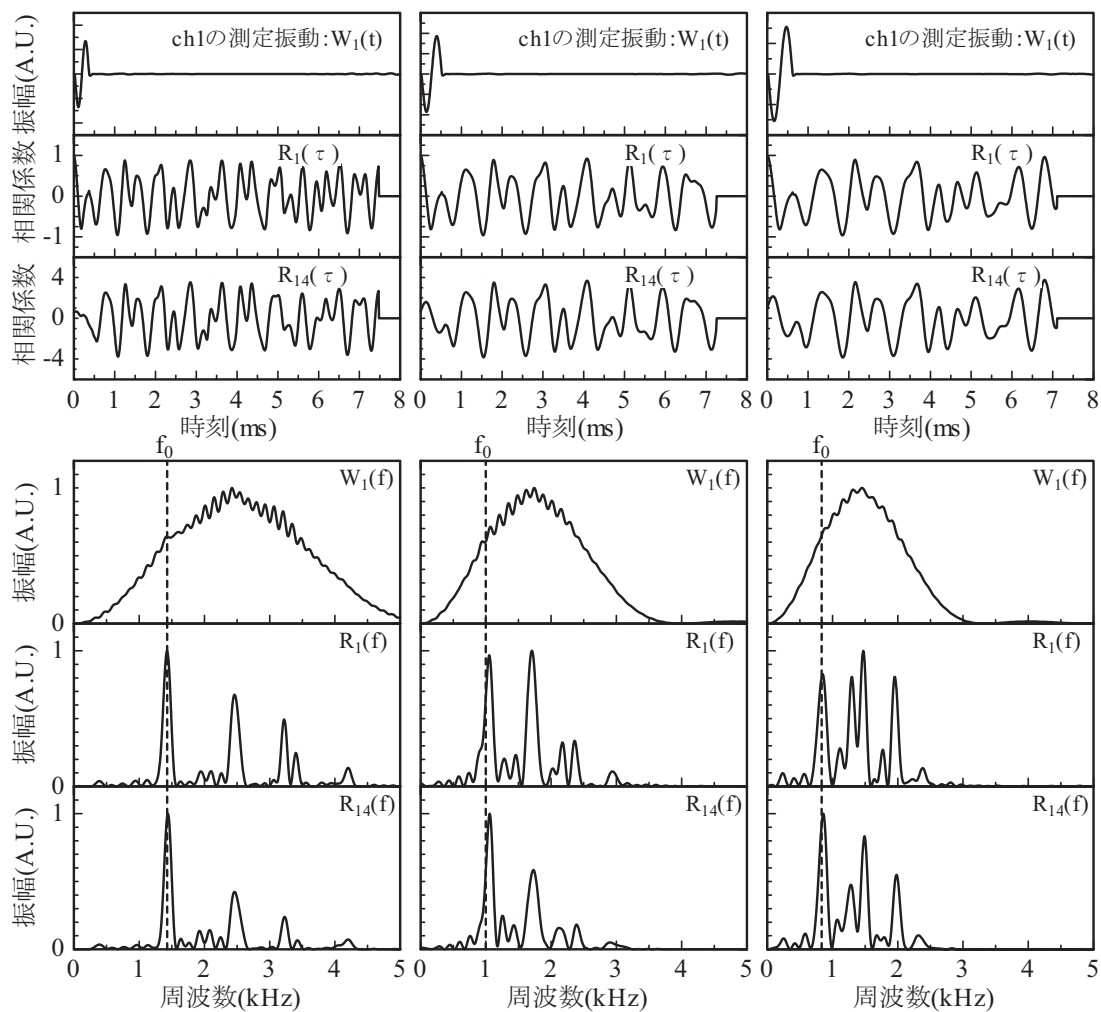 振幅(A.U.)
ch1の測定振動:W₁(t)
ch1の測定振動:W₁(t)
ch1の測定振動:W₁(t)
相関係数
1
0
-1
R₁(τ)
R₁(τ)
R₁(τ)
相関係数
4
0
-4
R₁₄(τ)
R₁₄(τ)
R₁₄(τ)
0 1 2 3 4 5 6 7 8
0 1 2 3 4 5 6 7 8
0 1 2 3 4 5 6 7 8
時刻(ms)
時刻(ms)
時刻(ms)
f₀
f₀
f₀
振幅(A.U.)
1
0
W₁(f)
W₁(f)
W₁(f)
振幅(A.U.)
1
0
R₁(f)
R₁(f)
R₁(f)
振幅(A.U.)
1
0
R₁₄(f)
R₁₄(f)
R₁₄(f)
0 1 2 3 4 5
0 1 2 3 4 5
0 1 2 3 4 5
周波数(kHz)
周波数(kHz)
周波数(kHz)